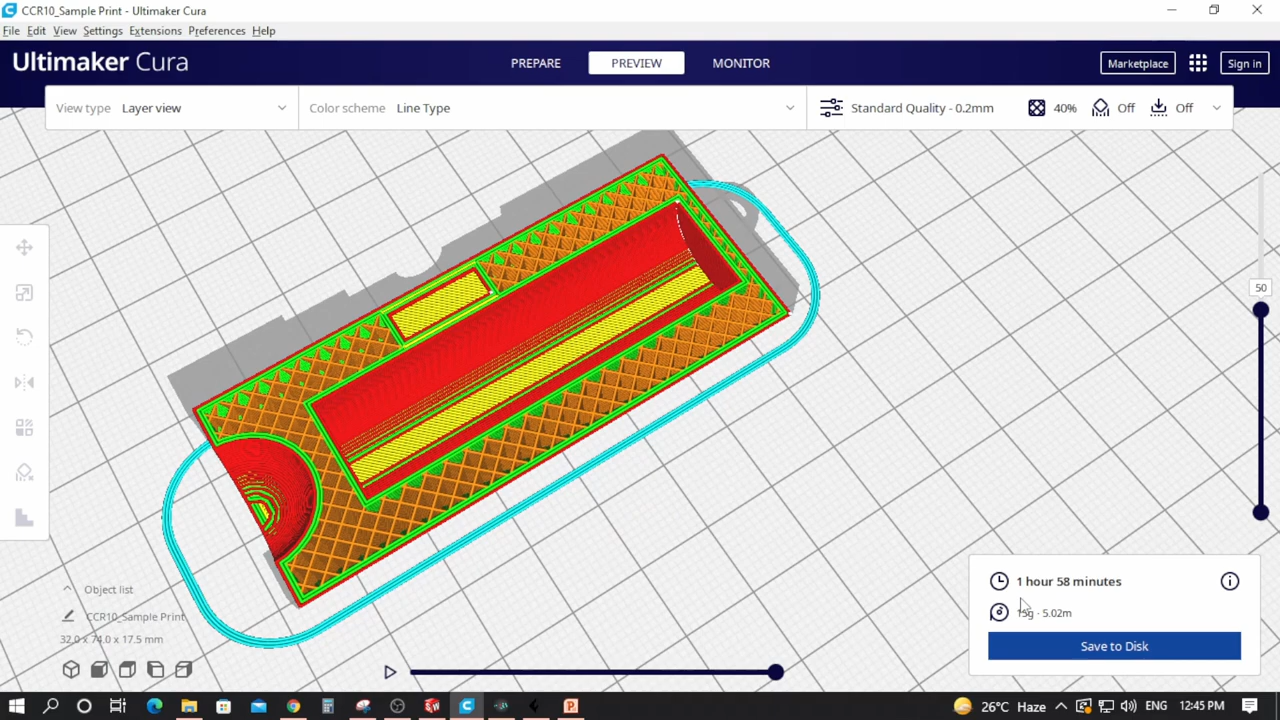 CCR10_Sample Print - Ultimaker Cura
File Edit View Settings Extensions Preferences Help
Ultimaker Cura
PREPARE
PREVIEW
MONITOR
Marketplace
Sign in
View type Layer view
Color scheme Line Type
Standard Quality - 0.2mm
40%
Off
Off
50
Object list
CCR10_Sample Print
32.0 x 74.0 x 17.5 mm
1 hour 58 minutes
15g · 5.02m
Save to Disk
26°C Haze
ENG
12:45 PM